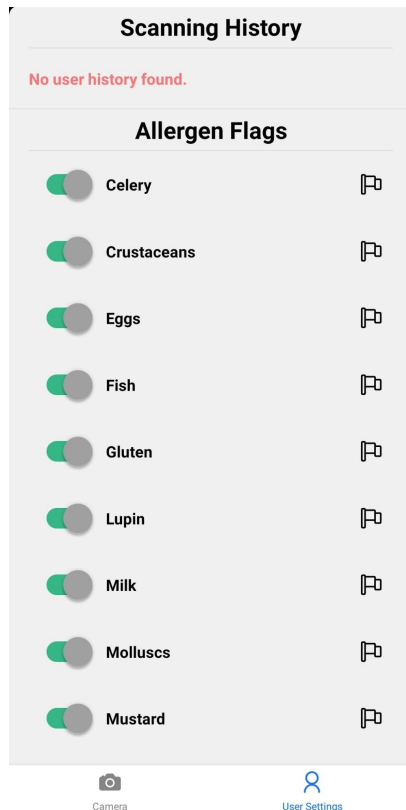 Scanning History
No user history found.
Allergen Flags
Celery
Crustaceans
Eggs
Fish
Gluten
Lupin
Milk
Molluscs
Mustard
Camera
User Settings